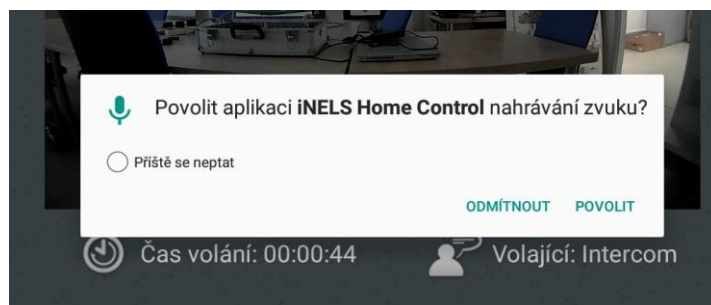 Povolit aplikaci iNELS Home Control nahrávání zvuku?
Příště se neptat
ODMÍTNOUT POVOLIT
Čas volání: 00:00:44 Volající: Intercom